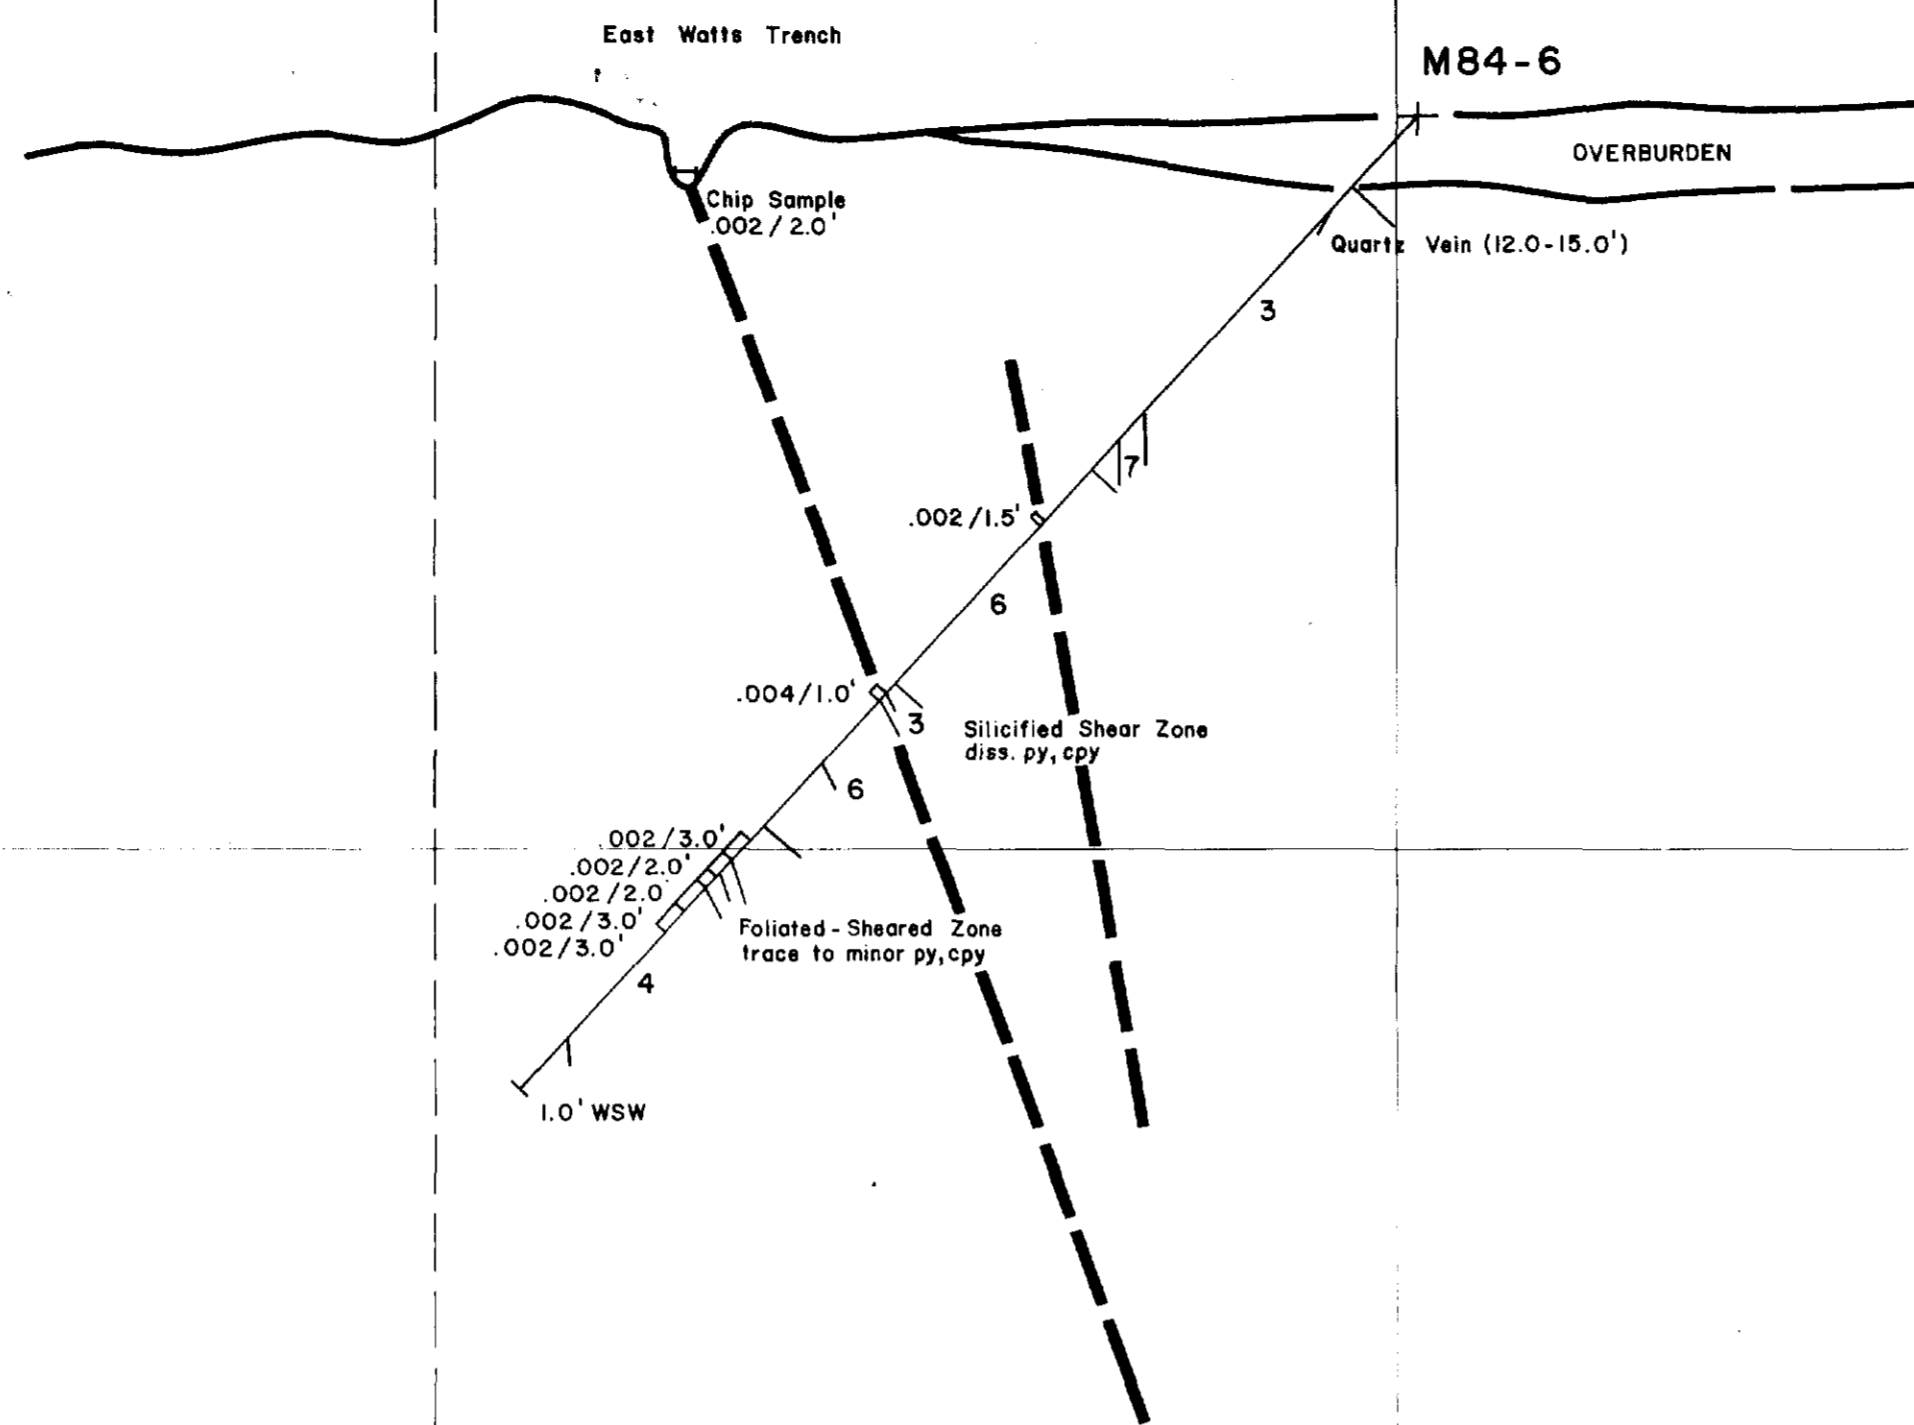 East Watts Trench
M84-6
OVERBURDEN
Chip Sample
.002/2.0'
Quartz Vein (12.0-15.0')
3
7
.002/1.5'
6
.004/1.0'
3
Silicified Shear Zone
diss. py, cpy
6
.002/3.0'
.002/2.0'
.002/2.0
.002/3.0'
.002/3.0'
Foliated-Sheared Zone
trace to minor py, cpy
4
1.0' WSW